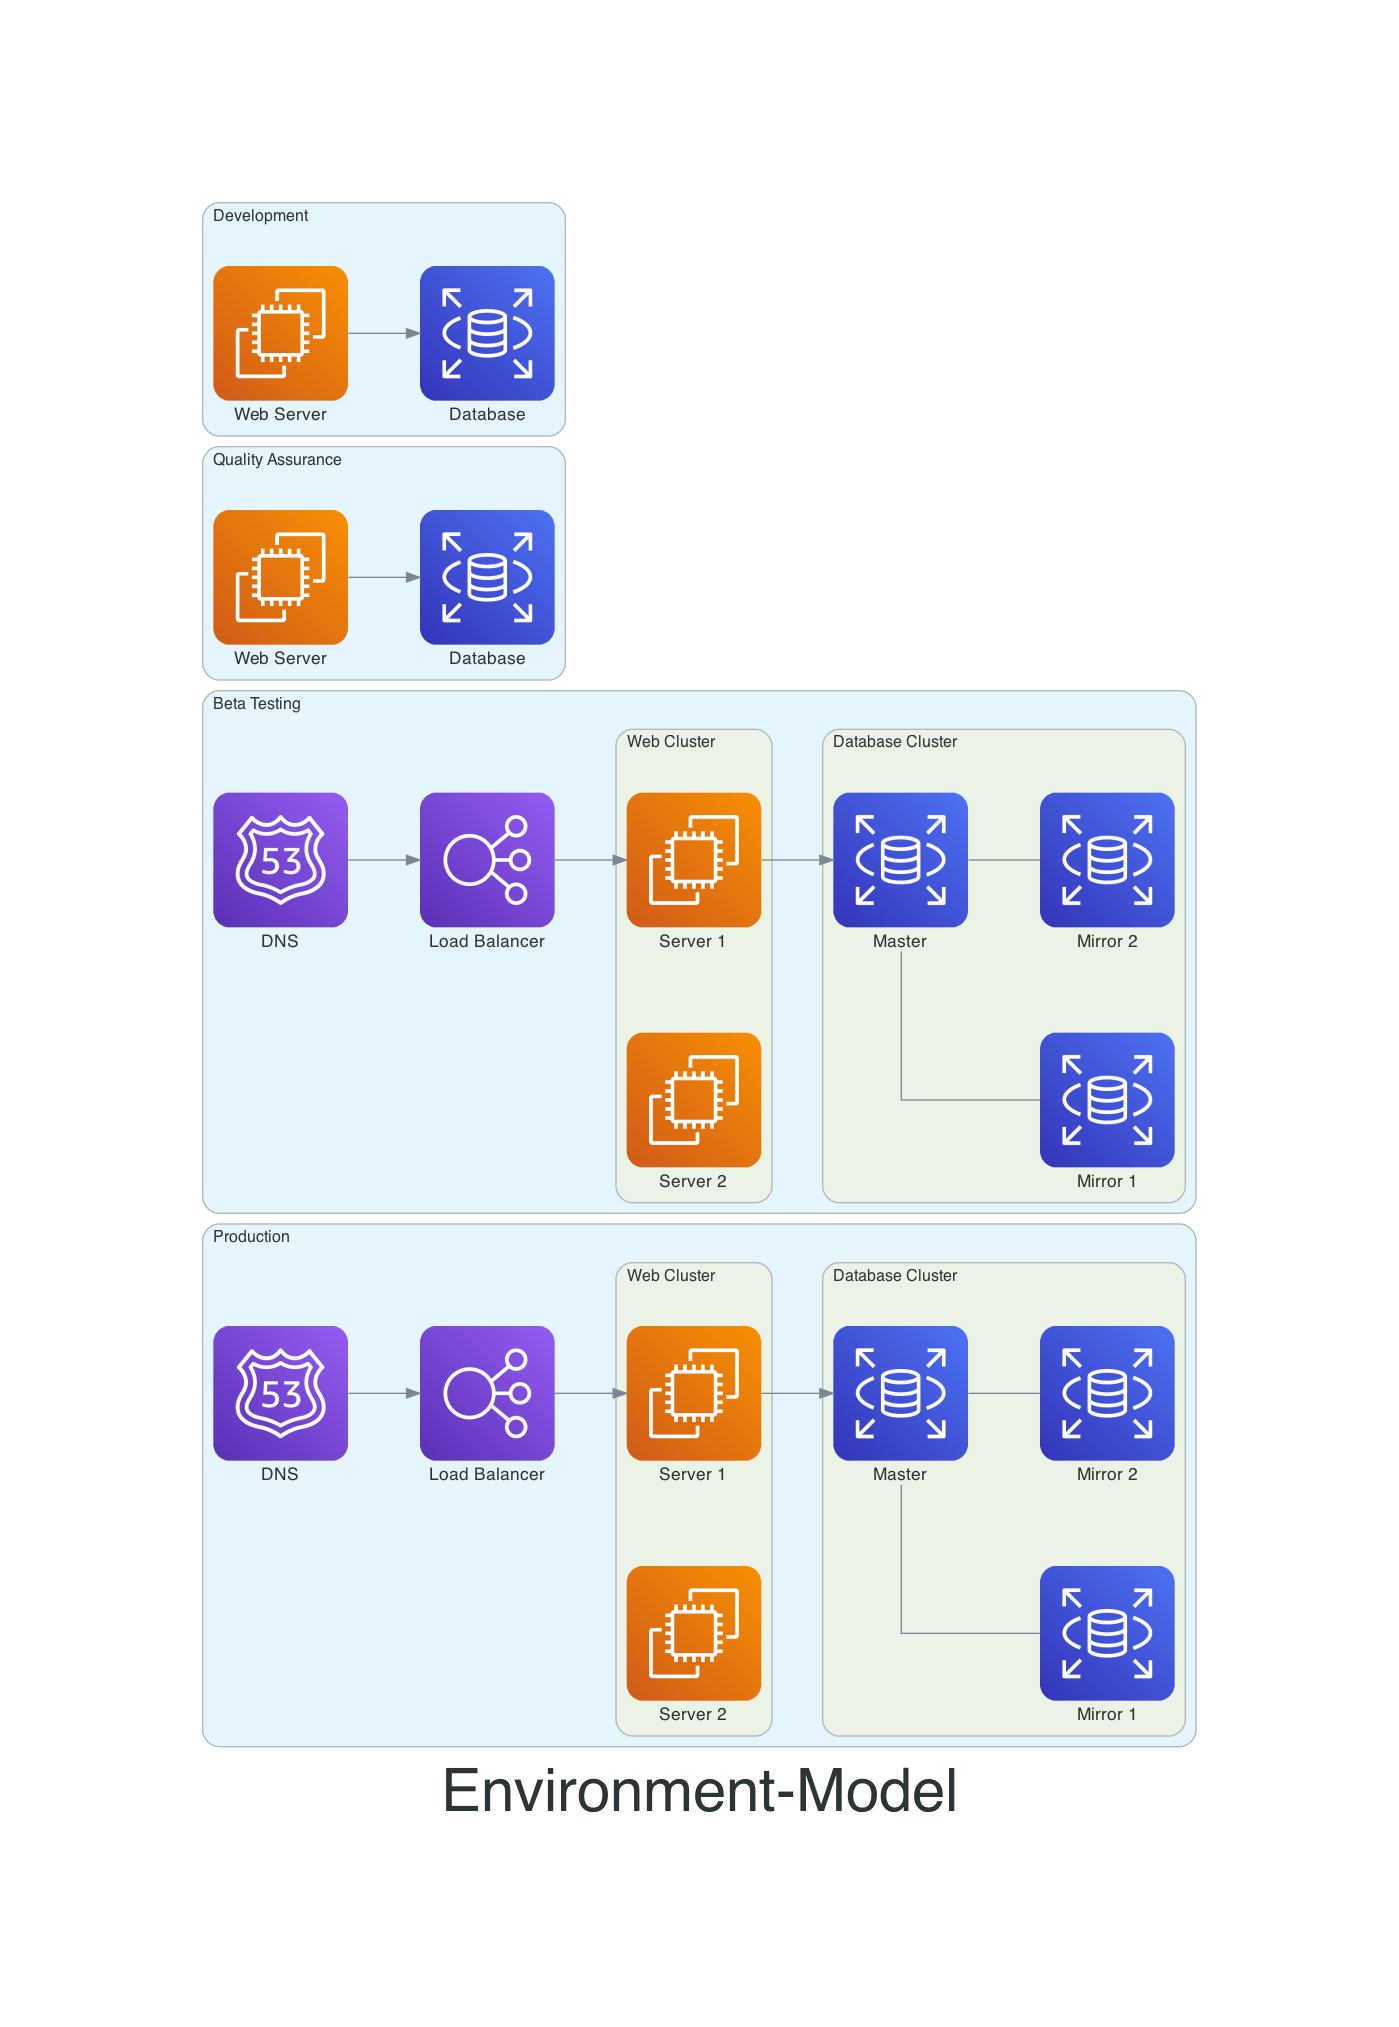 Development
Web Server
Database
Quality Assurance
Web Server
Database
Beta Testing
Web Cluster
Database Cluster
53
DNS
Load Balancer
Server 1
Master
Mirror 2
Server 2
Mirror 1
Production
Web Cluster
Database Cluster
53
DNS
Load Balancer
Server 1
Master
Mirror 2
Server 2
Mirror 1
Environment-Model